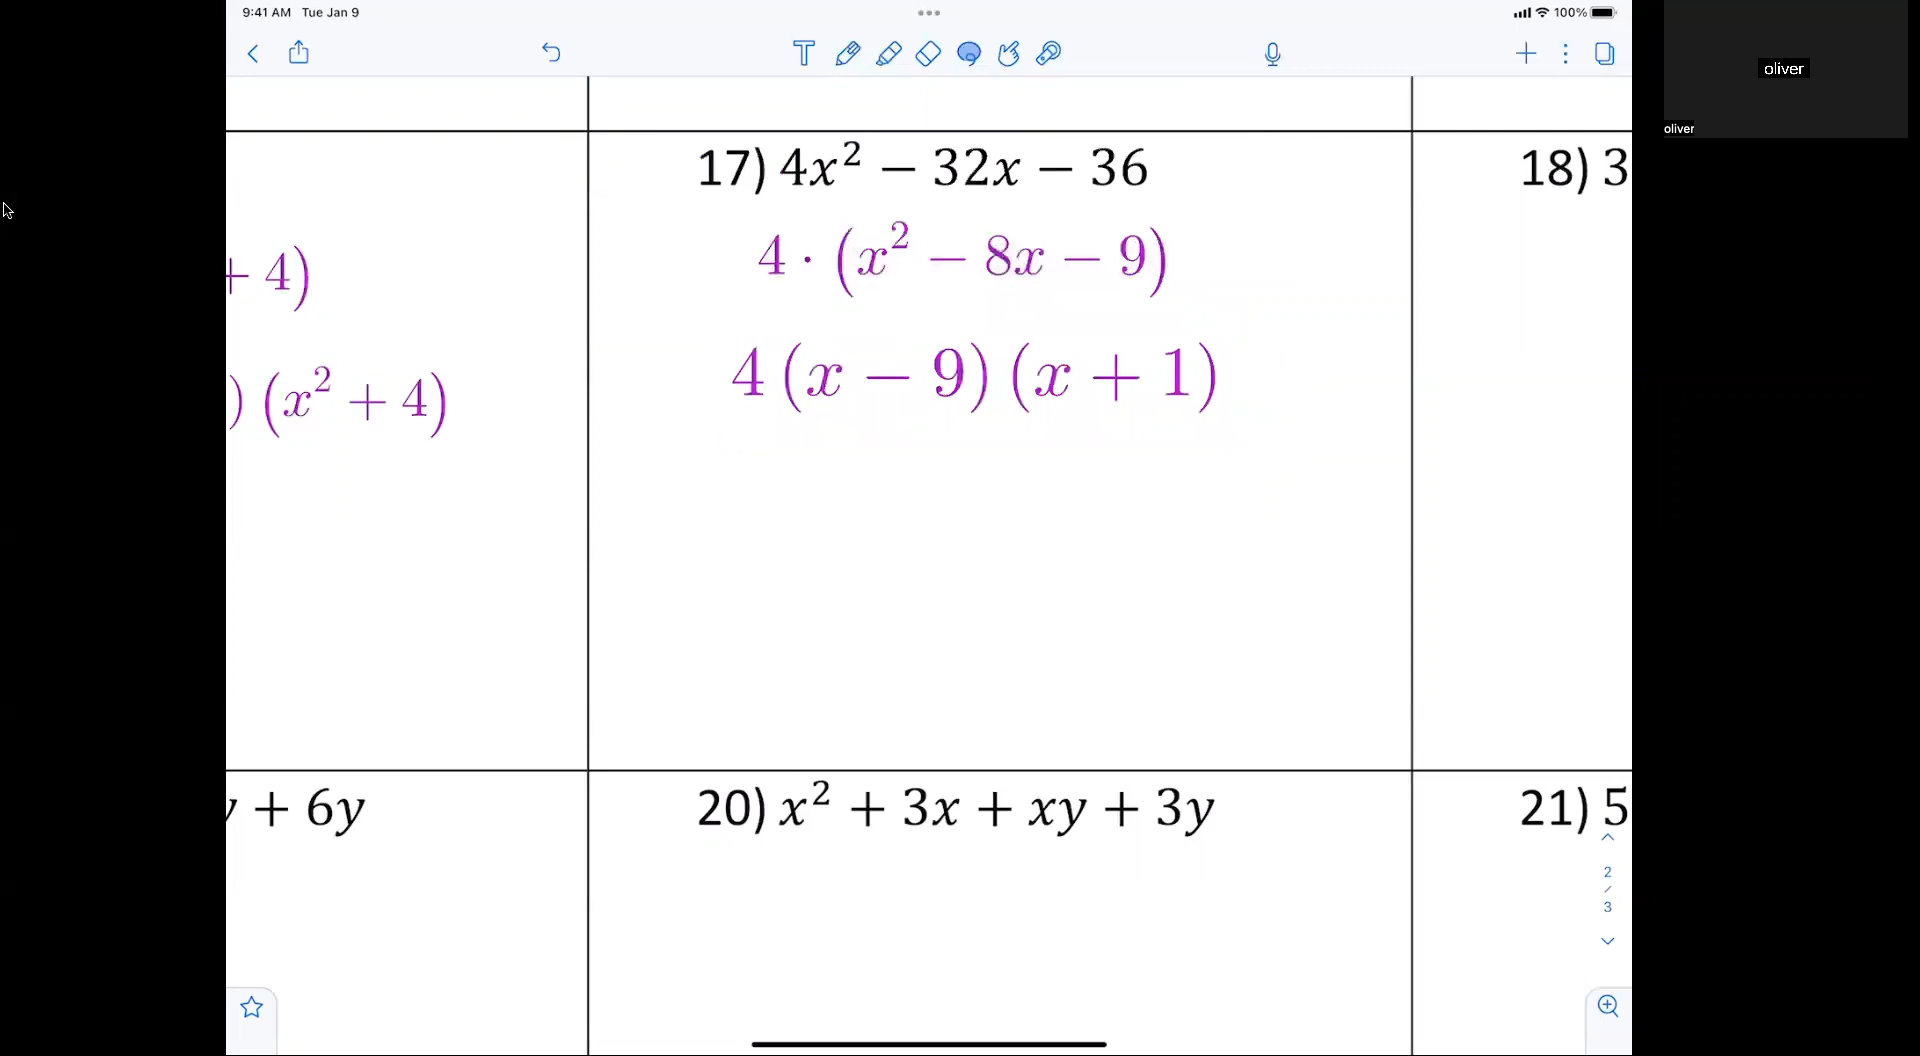 9:41 AM Tue Jan 9
100%
oliver
oliver
17) 4x² − 32x − 36
18) 3
4 · (x² − 8x − 9)
+ 4)
4 (x − 9) (x + 1)
) (x² + 4)
+ 6y
20) x² + 3x + xy + 3y
21) 5
2
/
3